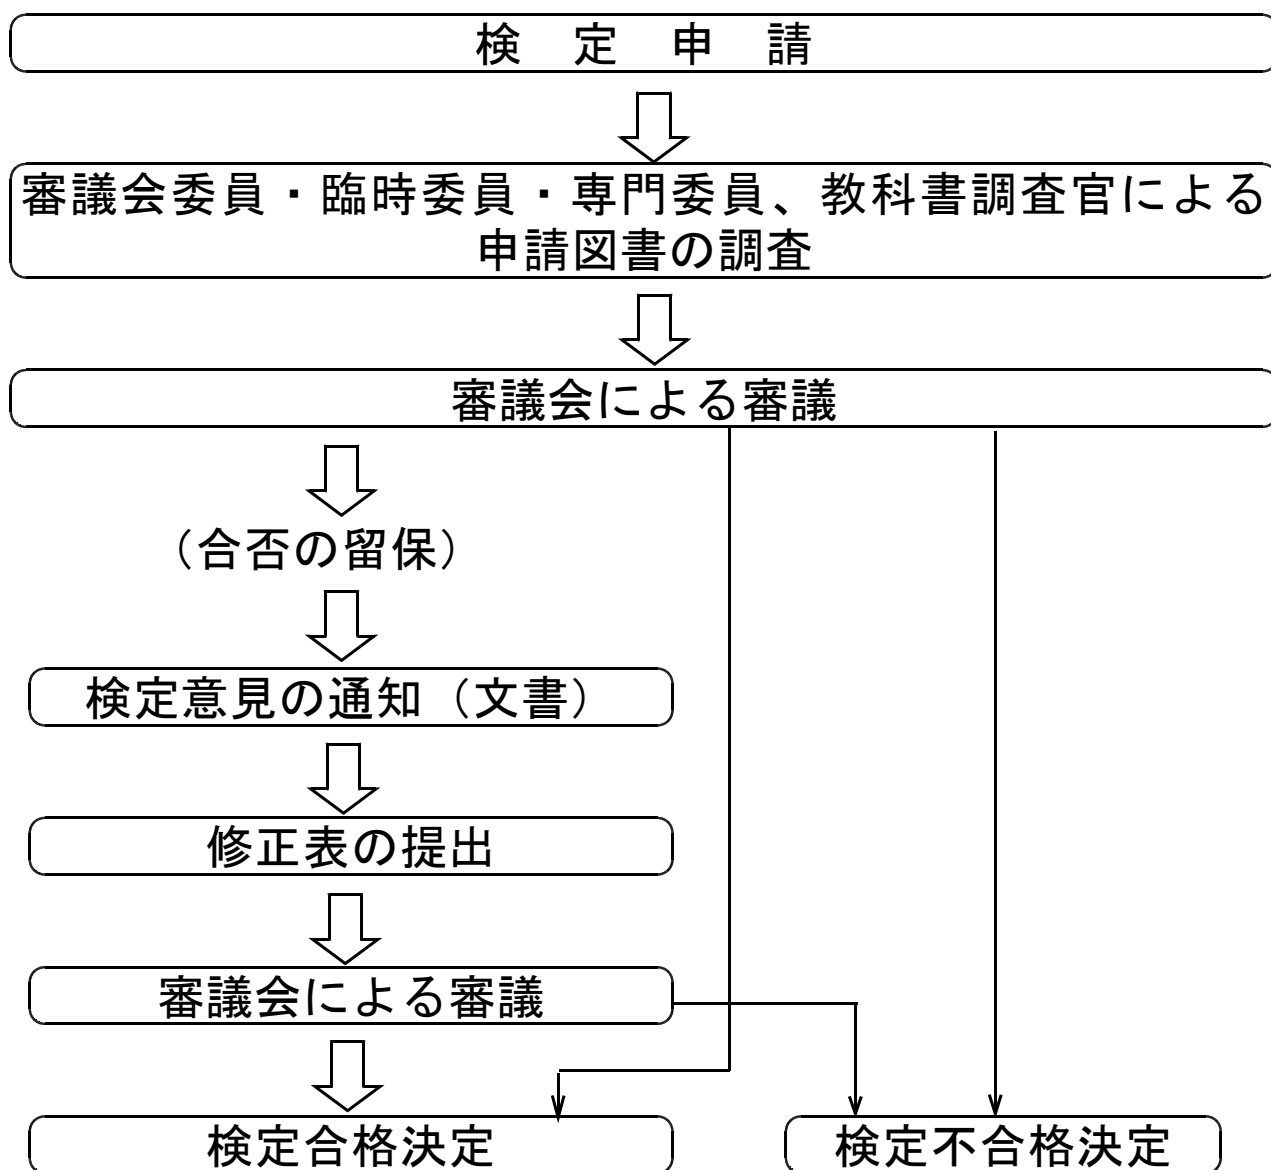 検定申請
審議会委員・臨時委員・専門委員、教科書調査官による
申請図書の調査
審議会による審議
（合否の留保）
検定意見の通知（文書）
修正表の提出
審議会による審議
検定合格決定
検定不合格決定